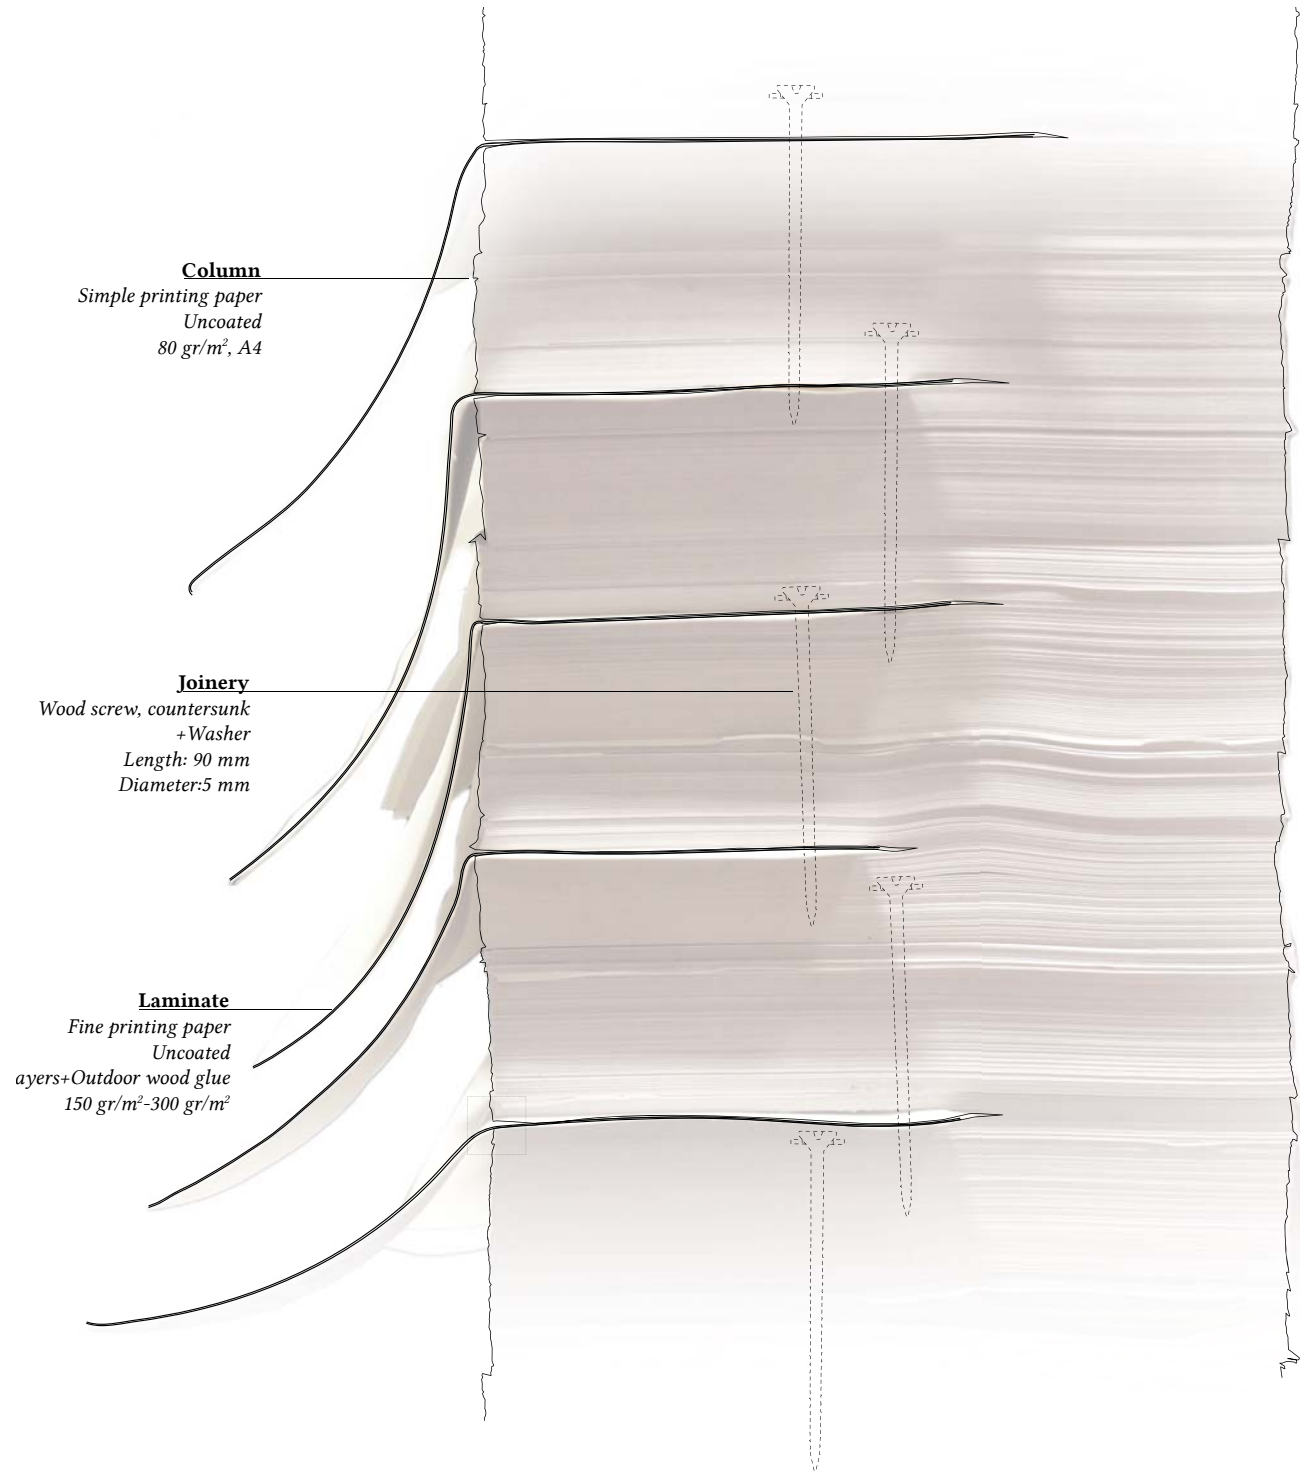 Column
Simple printing paper
Uncoated
80 gr/m², A4
Joinery
Wood screw, countersunk
+Washer
Length: 90 mm
Diameter:5 mm
Laminate
Fine printing paper
Uncoated
ayers+Outdoor wood glue
150 gr/m²-300 gr/m²